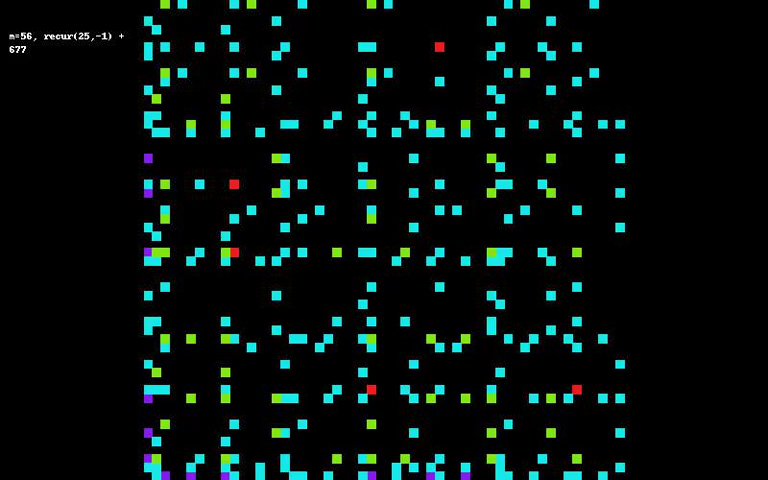 m=56, recur(25,-1) +
677